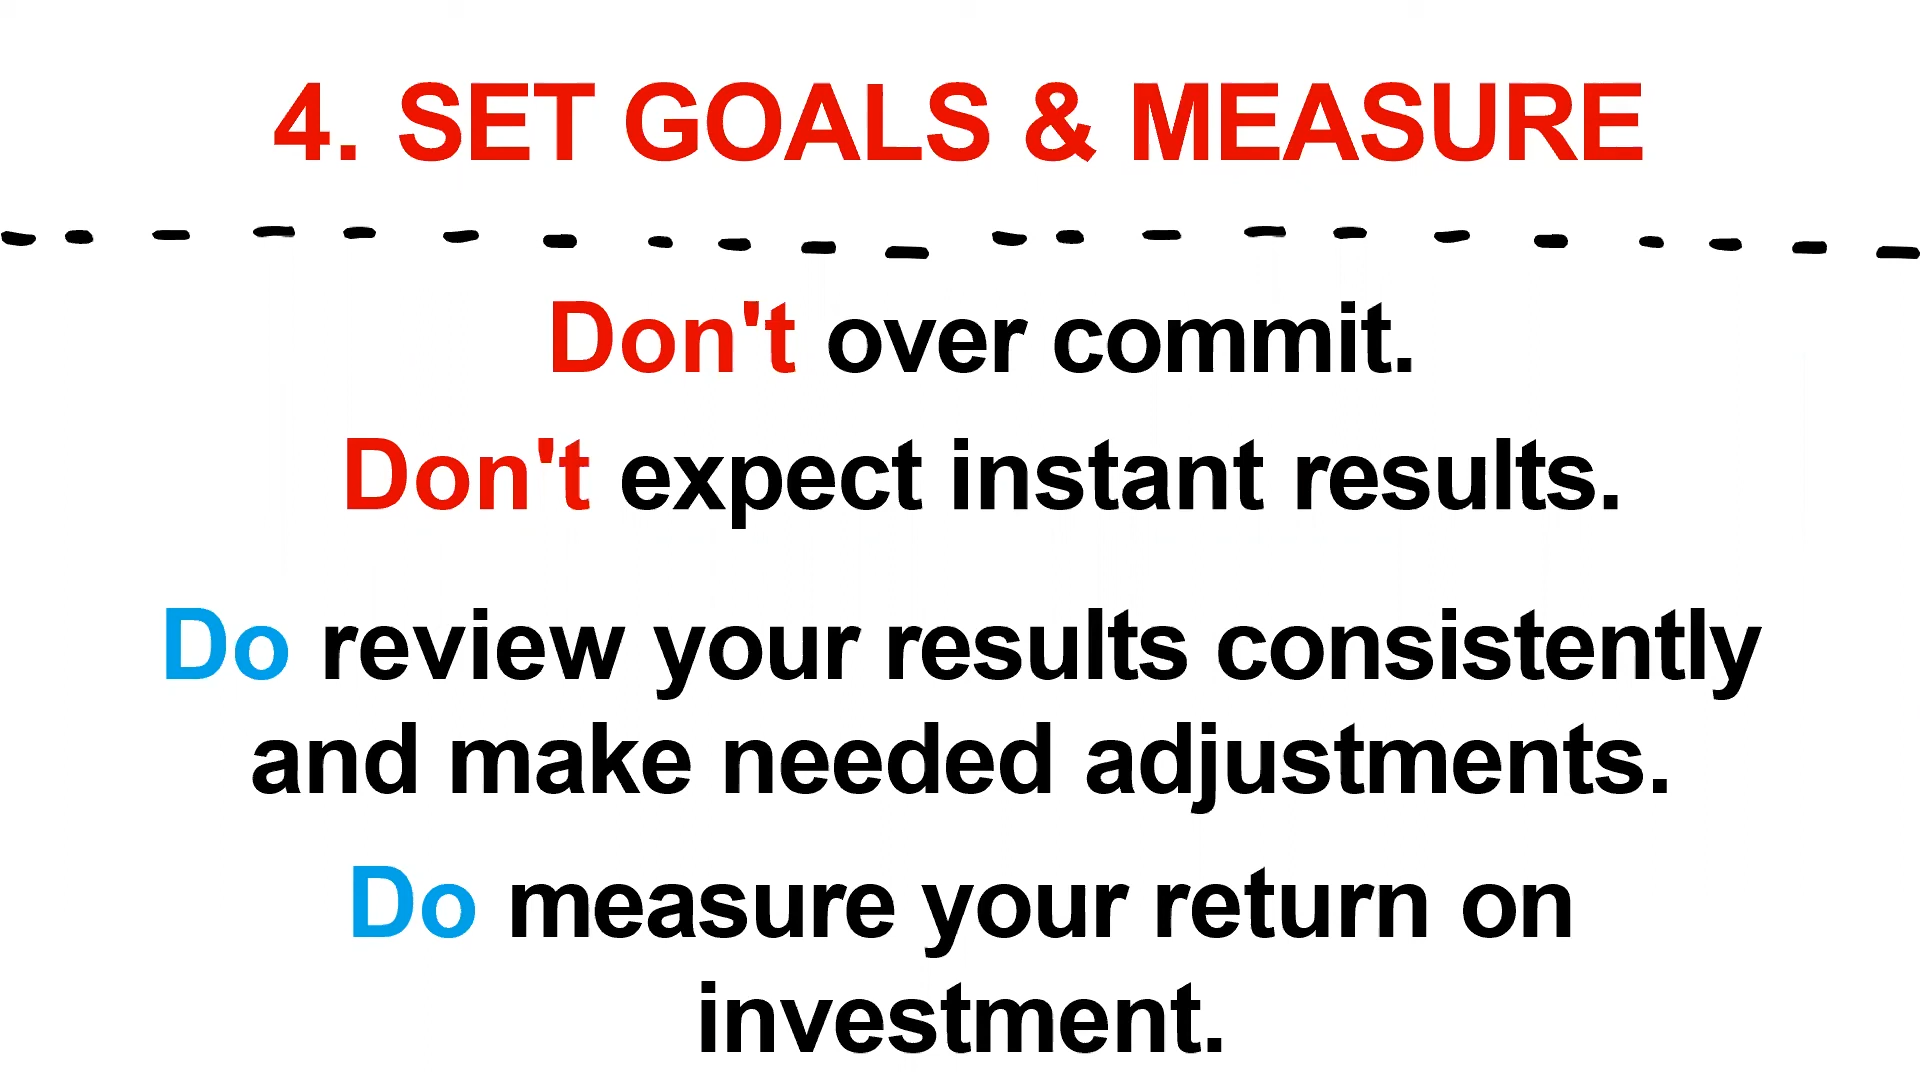 4. SET GOALS & MEASURE
Don't over commit.
Don't expect instant results.
Do review your results consistently
and make needed adjustments.
Do measure your return on
investment.